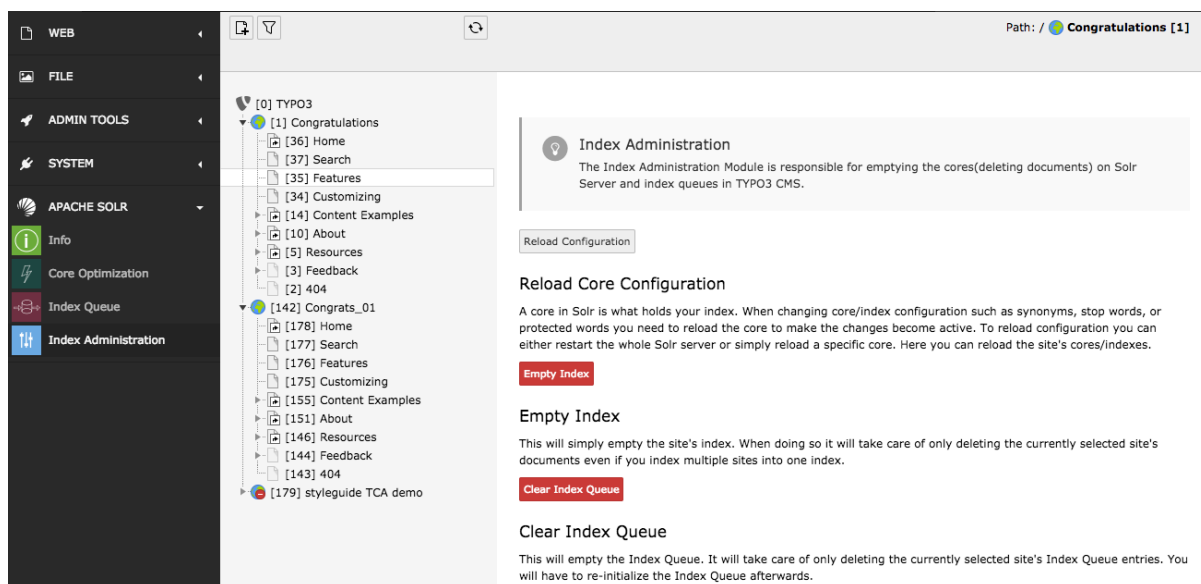 WEB
FILE
ADMIN TOOLS
SYSTEM
APACHE SOLR
Info
Core Optimization
Index Queue
Index Administration
[0] TYPO3
[1] Congratulations
[36] Home
[37] Search
[35] Features
[34] Customizing
[14] Content Examples
[10] About
[5] Resources
[3] Feedback
[2] 404
[142] Congrats_01
[178] Home
[177] Search
[176] Features
[175] Customizing
[155] Content Examples
[151] About
[146] Resources
[144] Feedback
[143] 404
[179] styleguide TCA demo
Path: / Congratulations [1]
Index Administration
The Index Administration Module is responsible for emptying the cores(deleting documents) on Solr
Server and index queues in TYPO3 CMS.
Reload Configuration
Reload Core Configuration
A core in Solr is what holds your index. When changing core/index configuration such as synonyms, stop words, or
protected words you need to reload the core to make the changes become active. To reload configuration you can
either restart the whole Solr server or simply reload a specific core. Here you can reload the site's cores/indexes.
Empty Index
Empty Index
This will simply empty the site's index. When doing so it will take care of only deleting the currently selected site's
documents even if you index multiple sites into one index.
Clear Index Queue
Clear Index Queue
This will empty the Index Queue. It will take care of only deleting the currently selected site's Index Queue entries. You
will have to re-initialize the Index Queue afterwards.